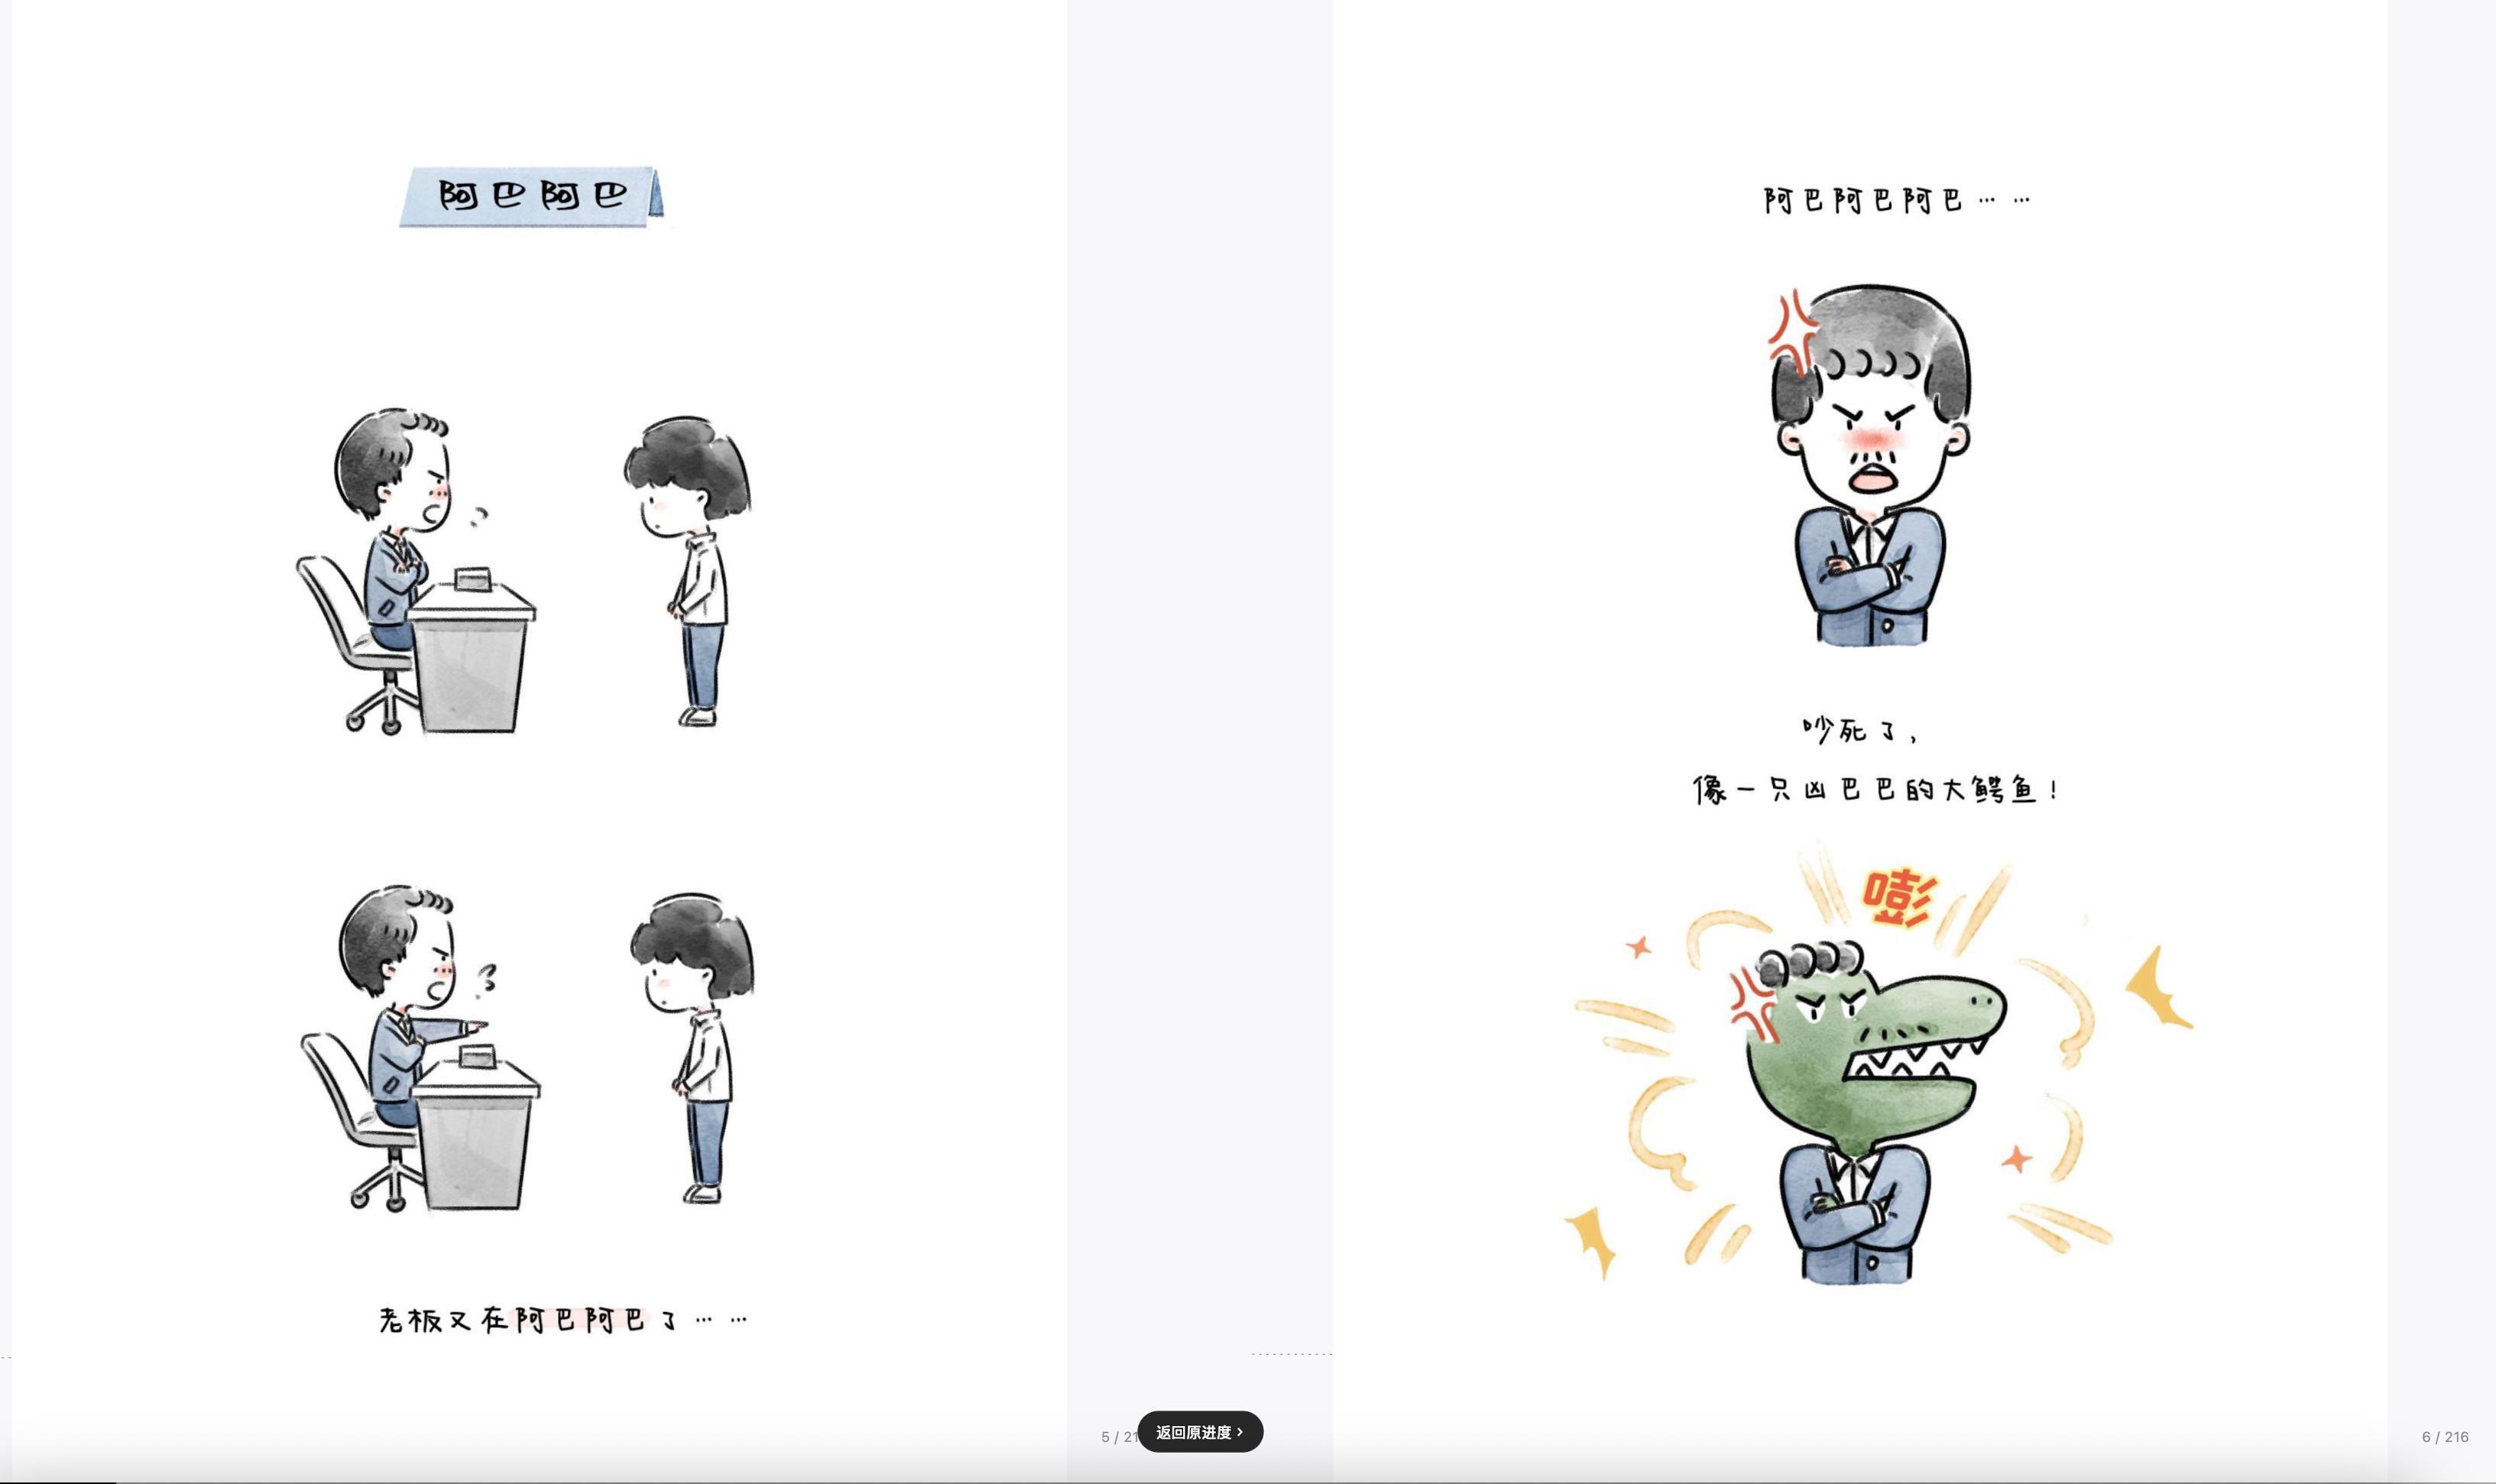 阿巴阿巴
老板又在阿巴阿巴了……
5 / 21
返回原进度 ›
阿巴阿巴阿巴……
吵死了，
像一只凶巴巴的大鳄鱼！
嘭
6 / 216